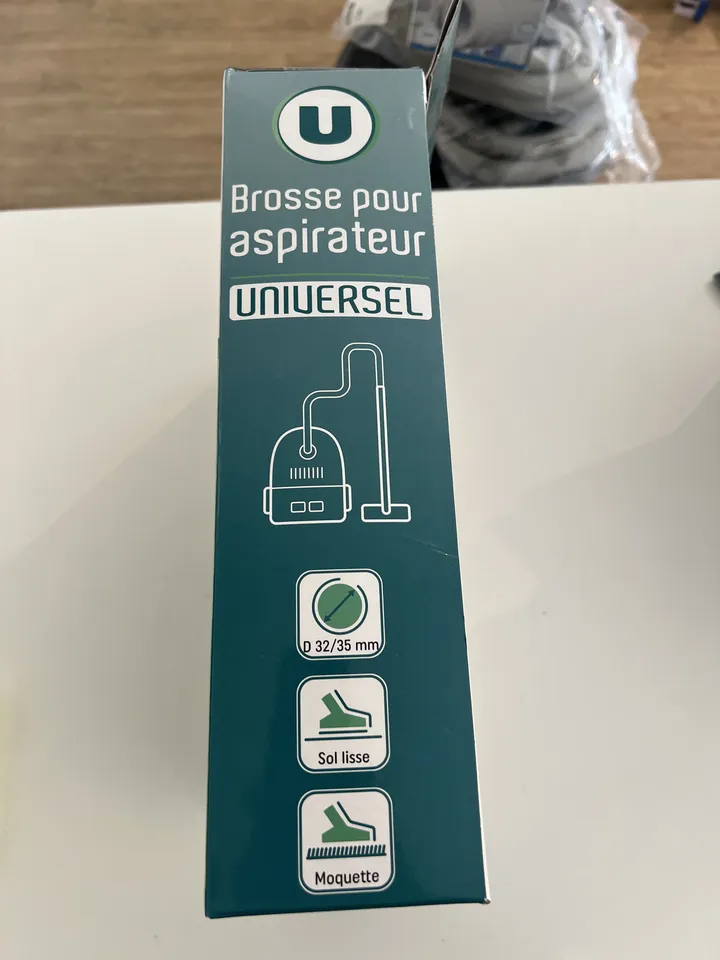 U
Brosse pour
aspirateur
UNIVERSEL
D 32/35 mm
Sol lisse
Moquette